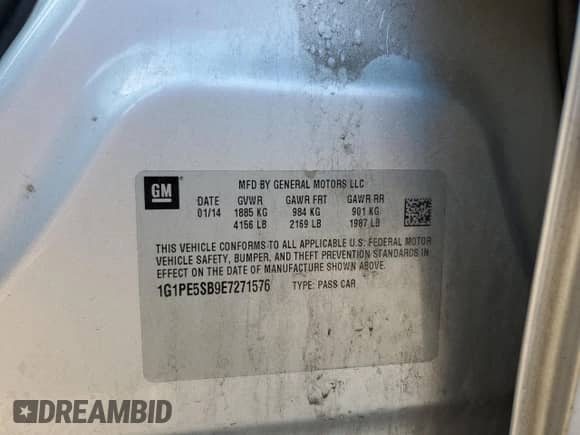 GM
MFD BY GENERAL MOTORS LLC
DATE GVWR GAWR FRT GAWR RR
01/14 1885 KG 984 KG 901 KG
4156 LB 2169 LB 1987 LB
THIS VEHICLE CONFORMS TO ALL APPLICABLE U.S. FEDERAL MOTOR
VEHICLE SAFETY, BUMPER, AND THEFT PREVENTION STANDARDS IN
EFFECT ON THE DATE OF MANUFACTURE SHOWN ABOVE.
1G1PE5SB9E7271576 TYPE: PASS CAR
DREAMBID